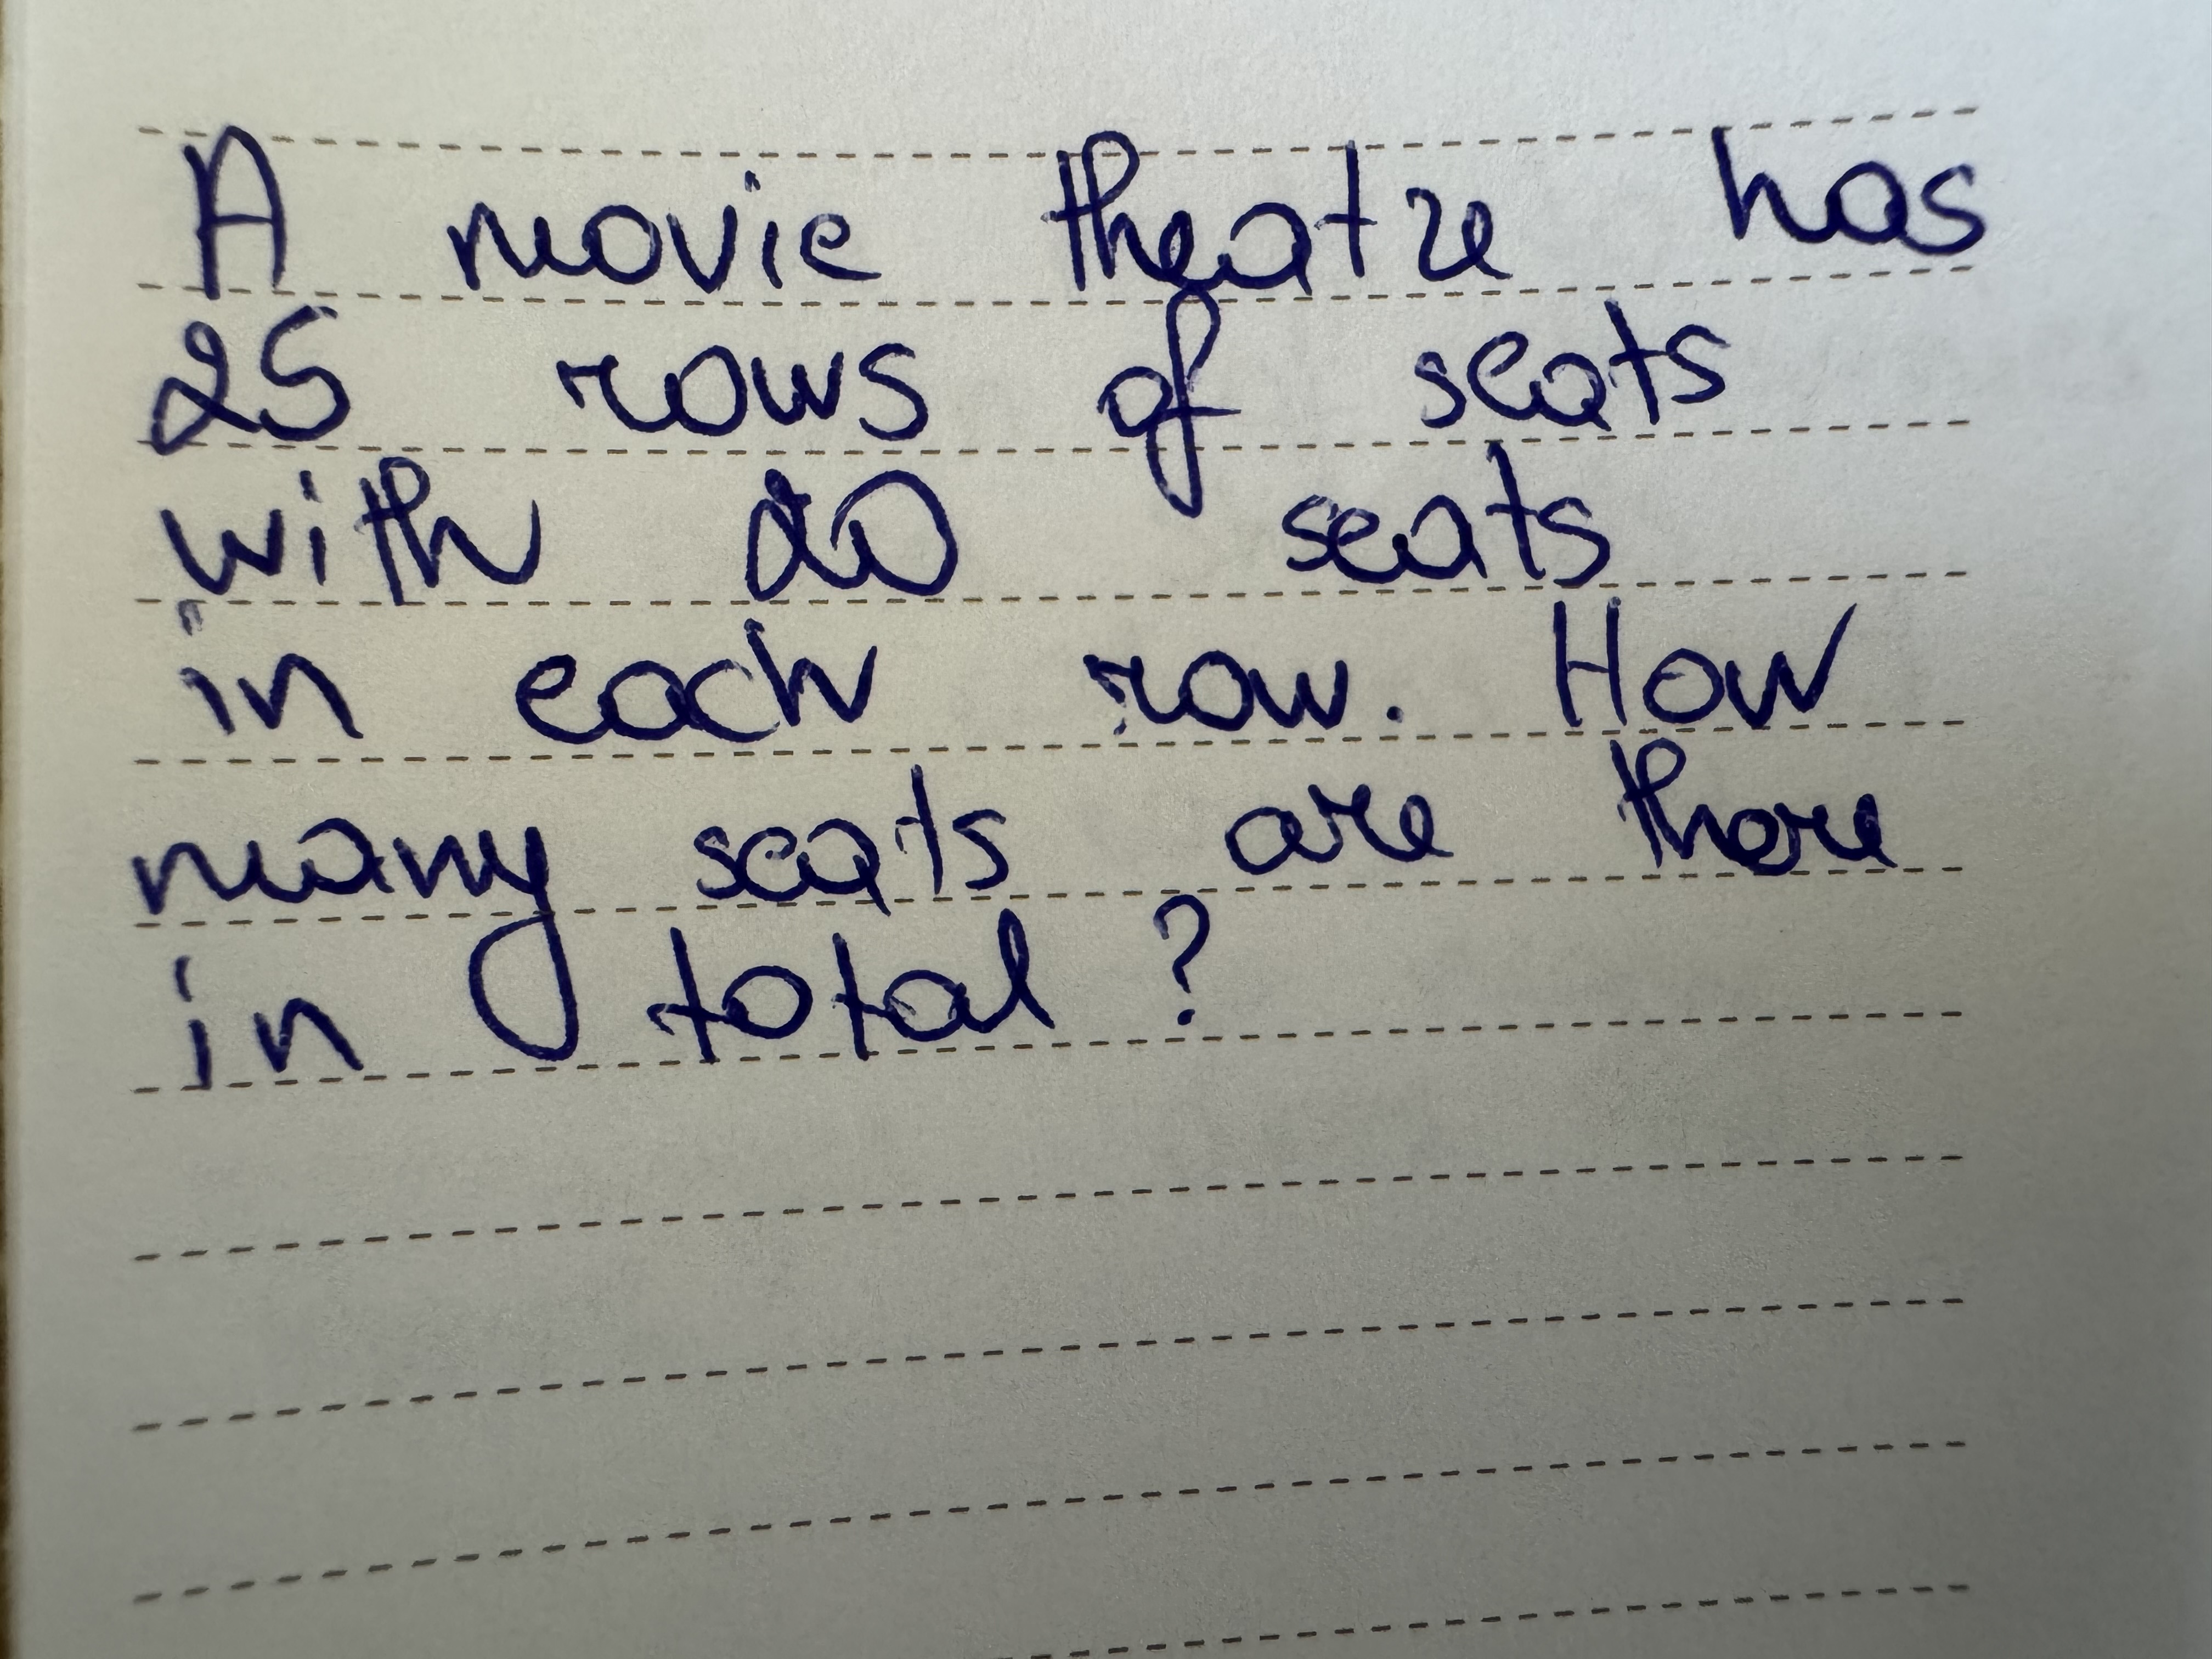 A movie theatre has
25 rows of seats
with 20 seats
in each row. How
many seats are there
in total?